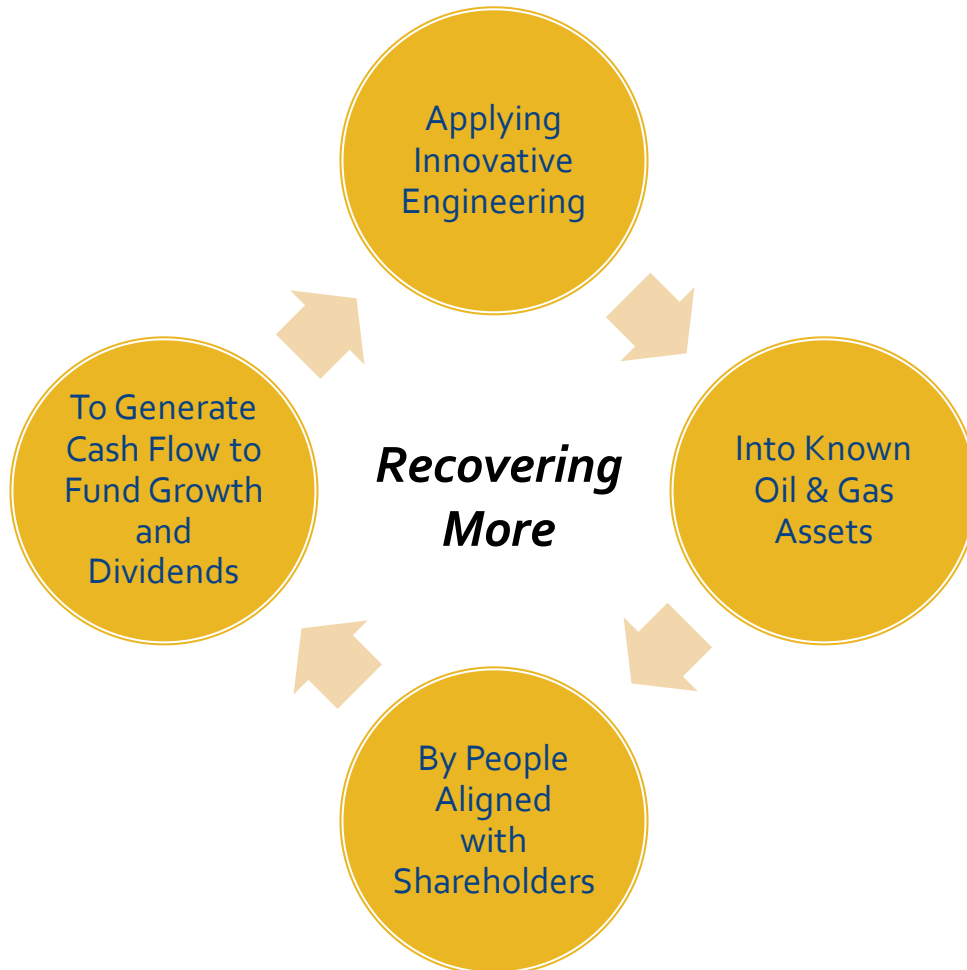 Applying
Innovative
Engineering
Into Known
Oil & Gas
Assets
By People
Aligned
with
Shareholders
To Generate
Cash Flow to
Fund Growth
and
Dividends
Recovering
More